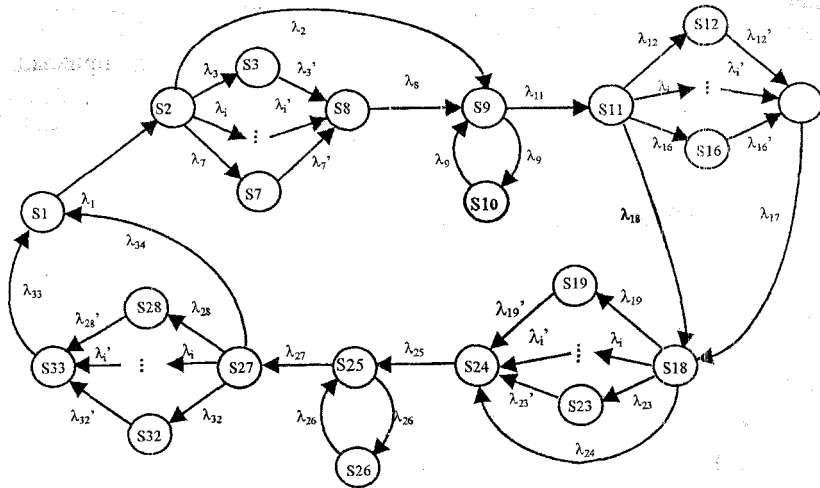 λ₂
S12
λ₁₂ λ₁₂'
λ₃ S3 λ₃'
S2 λᵢ ⋮ λᵢ' S8 λ₈ S9 λ₁₁ S11 λᵢ ⋮ λᵢ'
λ₇ S7 λ₇'
λ₁₆ S16 λ₁₆'
λ₉ λ₉
S10
S1 λ₁
λ₁₈ λ₁₇
λ₃₄
λ₃₃
S19
λ₁₉' λ₁₉
S28
λ₂₈' λ₂₈
S33 λᵢ' ⋮ λᵢ S27 λ₂₇ S25 λ₂₅ S24 λᵢ' ⋮ λᵢ S18
λ₂₃' S23 λ₂₃
λ₃₂' S32 λ₃₂
λ₂₆ λ₂₆
λ₂₄
S26